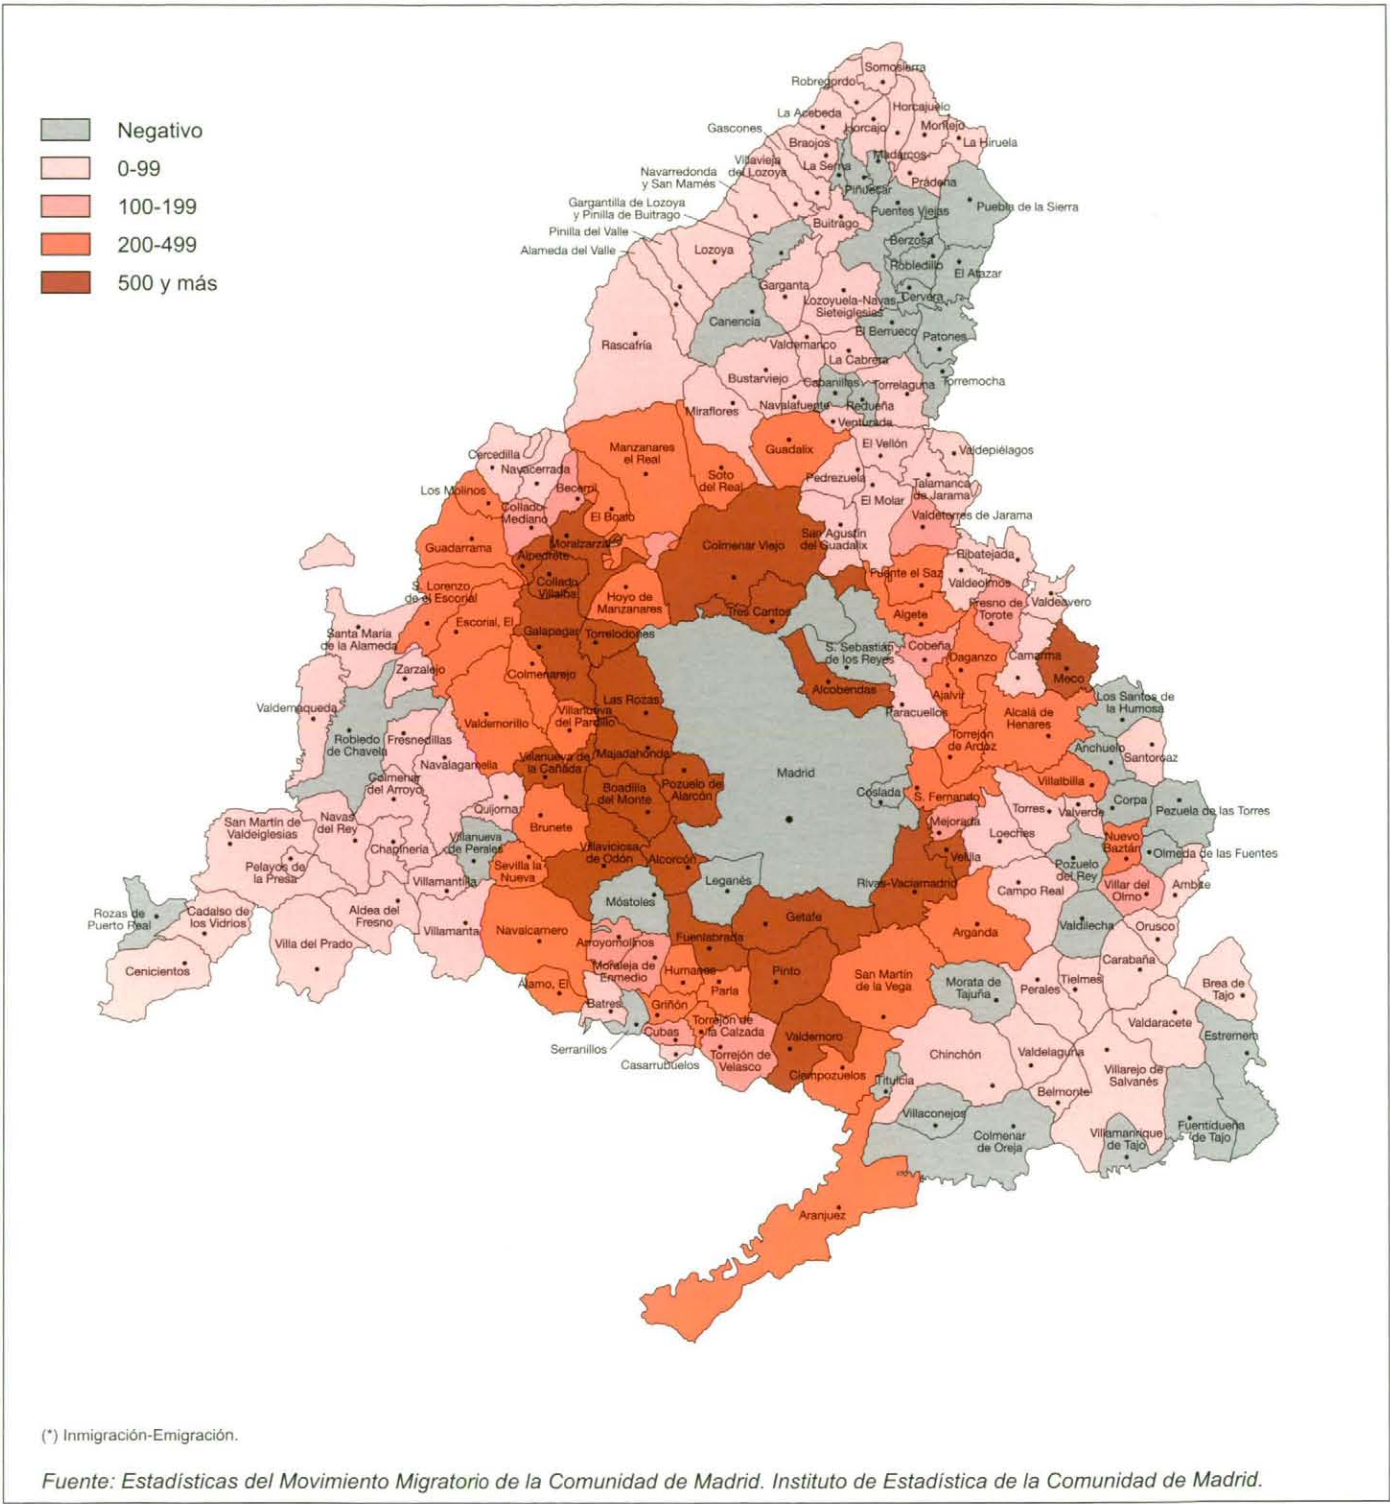 Negativo
0-99
100-199
200-499
500 y más
Somosierra
Robregordo
Horcajuelo
La Acebeda
Horcajo
Montejo
Gascones
La Hiruela
Braojos
Madarcos
Villavieja
del Lozoya
La Serna
Navarredonda
y San Mamés
Prádena
Piñuécar
Gargantilla de Lozoya
y Pinilla de Buitrago
Puentes Viejas
Puebla de la Sierra
Buitrago
Pinilla del Valle
Berzosa
Alameda del Valle
Lozoya
Robledillo
El Atazar
Garganta
Lozoyuela-Navas
Sieteiglesias
Cervera
Canencia
El Berrueco
Patones
Rascafría
Valdemanco
La Cabrera
Bustarviejo
Cabanillas
Torrelaguna
Torremocha
Miraflores
Navalafuente
Redueña
Venturada
Manzanares
el Real
Guadalix
El Vellón
Valdepiélagos
Cercedilla
Navacerrada
Soto
del Real
Pedrezuela
Talamanca
de Jarama
Los Molinos
Becerril
El Molar
Collado-
Mediano
El Boalo
Valdetorres de Jarama
Guadarrama
Moralzarzal
Colmenar Viejo
San Agustín
del Guadalix
Alpedrete
Ribatejada
Fuente el Saz
Valdeolmos
S. Lorenzo
de el Escorial
Collado
Villalba
Hoyo de
Manzanares
Tres Cantos
Algete
Fresno de
Torote
Valdeavero
Escorial, El
Galapagar
Torrelodones
Santa María
de la Alameda
S. Sebastián
de los Reyes
Cobeña
Daganzo
Camarma
Zarzalejo
Colmenarejo
Meco
Alcobendas
Ajalvir
Las Rozas
Los Santos de
la Humosa
Valdemaqueda
Valdemorillo
Villanueva
del Pardillo
Paracuellos
Alcalá de
Henares
Robledo
de Chavela
Fresnedillas
Torrejón
de Ardoz
Anchuelo
Santorcaz
Navalagamella
Villanueva de
la Cañada
Majadahonda
Madrid
Colmenar
del Arroyo
Boadilla
del Monte
Pozuelo de
Alarcón
Coslada
S. Fernando
Villalbilla
Corpa
Pezuela de las Torres
Quijorna
Torres
Valverde
San Martín de
Valdeiglesias
Navas
del Rey
Brunete
Mejorada
Loeches
Nuevo
Baztán
Chapinería
Villanueva
de Perales
Villaviciosa
de Odón
Alcorcón
Velilla
Pozuelo
del Rey
Olmeda de las Fuentes
Pelayos de
la Presa
Sevilla la
Nueva
Villamantilla
Leganés
Rivas-Vaciamadrid
Campo Real
Villar del
Olmo
Ambite
Móstoles
Rozas de
Puerto Real
Cadalso de
los Vidrios
Aldea del
Fresno
Getafe
Valdilecha
Orusco
Villamanta
Navalcarnero
Arganda
Villa del Prado
Arroyomolinos
Fuenlabrada
Carabaña
Cenicientos
Moraleja de
Enmedio
Humanes
Pinto
San Martín
de la Vega
Morata de
Tajuña
Perales
Tielmes
Brea de
Tajo
Alamo, El
Parla
Batres
Griñón
Valdaracete
Cubas
Torrejón de
la Calzada
Valdemoro
Estremera
Serranillos
Casarrubuelos
Torrejón de
Velasco
Chinchón
Valdelaguna
Villarejo de
Salvanés
Ciempozuelos
Titulcia
Belmonte
Villaconejos
Colmenar
de Oreja
Villamanrique
de Tajo
Fuentidueña
de Tajo
Aranjuez
(*) Inmigración-Emigración.
Fuente: Estadísticas del Movimiento Migratorio de la Comunidad de Madrid. Instituto de Estadística de la Comunidad de Madrid.